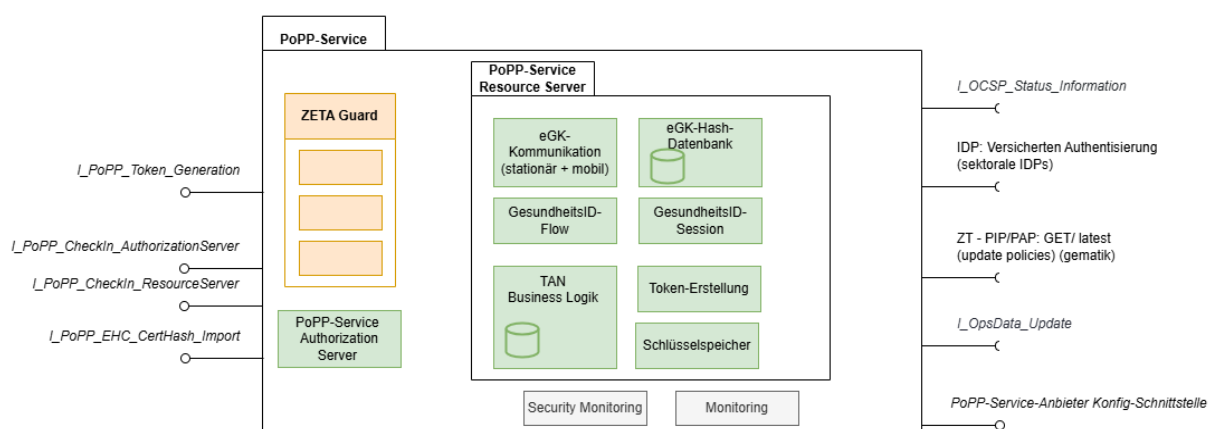 PoPP-Service
PoPP-Service
Resource Server
ZETA Guard
eGK-
Kommunikation
(stationär + mobil)
eGK-Hash-
Datenbank
GesundheitsID-
Flow
GesundheitsID-
Session
TAN
Business Logik
Token-Erstellung
Schlüsselspeicher
PoPP-Service
Authorization
Server
Security Monitoring
Monitoring
I_PoPP_Token_Generation
I_PoPP_CheckIn_AuthorizationServer
I_PoPP_CheckIn_ResourceServer
I_PoPP_EHC_CertHash_Import
I_OCSP_Status_Information
IDP: Versicherten Authentisierung
(sektorale IDPs)
ZT - PIP/PAP: GET/ latest
(update policies) (gematik)
I_OpsData_Update
PoPP-Service-Anbieter Konfig-Schnittstelle